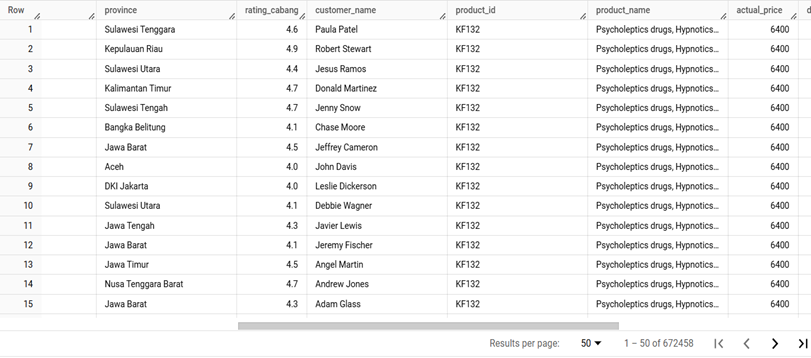 Row province rating_cabang customer_name product_id product_name actual_price
1 Sulawesi Tenggara 4.6 Paula Patel KF132 Psycholeptics drugs, Hypnotics... 6400
2 Kepulauan Riau 4.9 Robert Stewart KF132 Psycholeptics drugs, Hypnotics... 6400
3 Sulawesi Utara 4.4 Jesus Ramos KF132 Psycholeptics drugs, Hypnotics... 6400
4 Kalimantan Timur 4.7 Donald Martinez KF132 Psycholeptics drugs, Hypnotics... 6400
5 Sulawesi Tengah 4.7 Jenny Snow KF132 Psycholeptics drugs, Hypnotics... 6400
6 Bangka Belitung 4.1 Chase Moore KF132 Psycholeptics drugs, Hypnotics... 6400
7 Jawa Barat 4.5 Jeffrey Cameron KF132 Psycholeptics drugs, Hypnotics... 6400
8 Aceh 4.0 John Davis KF132 Psycholeptics drugs, Hypnotics... 6400
9 DKI Jakarta 4.0 Leslie Dickerson KF132 Psycholeptics drugs, Hypnotics... 6400
10 Sulawesi Utara 4.1 Debbie Wagner KF132 Psycholeptics drugs, Hypnotics... 6400
11 Jawa Tengah 4.3 Javier Lewis KF132 Psycholeptics drugs, Hypnotics... 6400
12 Jawa Barat 4.1 Jeremy Fischer KF132 Psycholeptics drugs, Hypnotics... 6400
13 Jawa Timur 4.5 Angel Martin KF132 Psycholeptics drugs, Hypnotics... 6400
14 Nusa Tenggara Barat 4.7 Andrew Jones KF132 Psycholeptics drugs, Hypnotics... 6400
15 Jawa Barat 4.3 Adam Glass KF132 Psycholeptics drugs, Hypnotics... 6400
Results per page: 50 1 – 50 of 672458